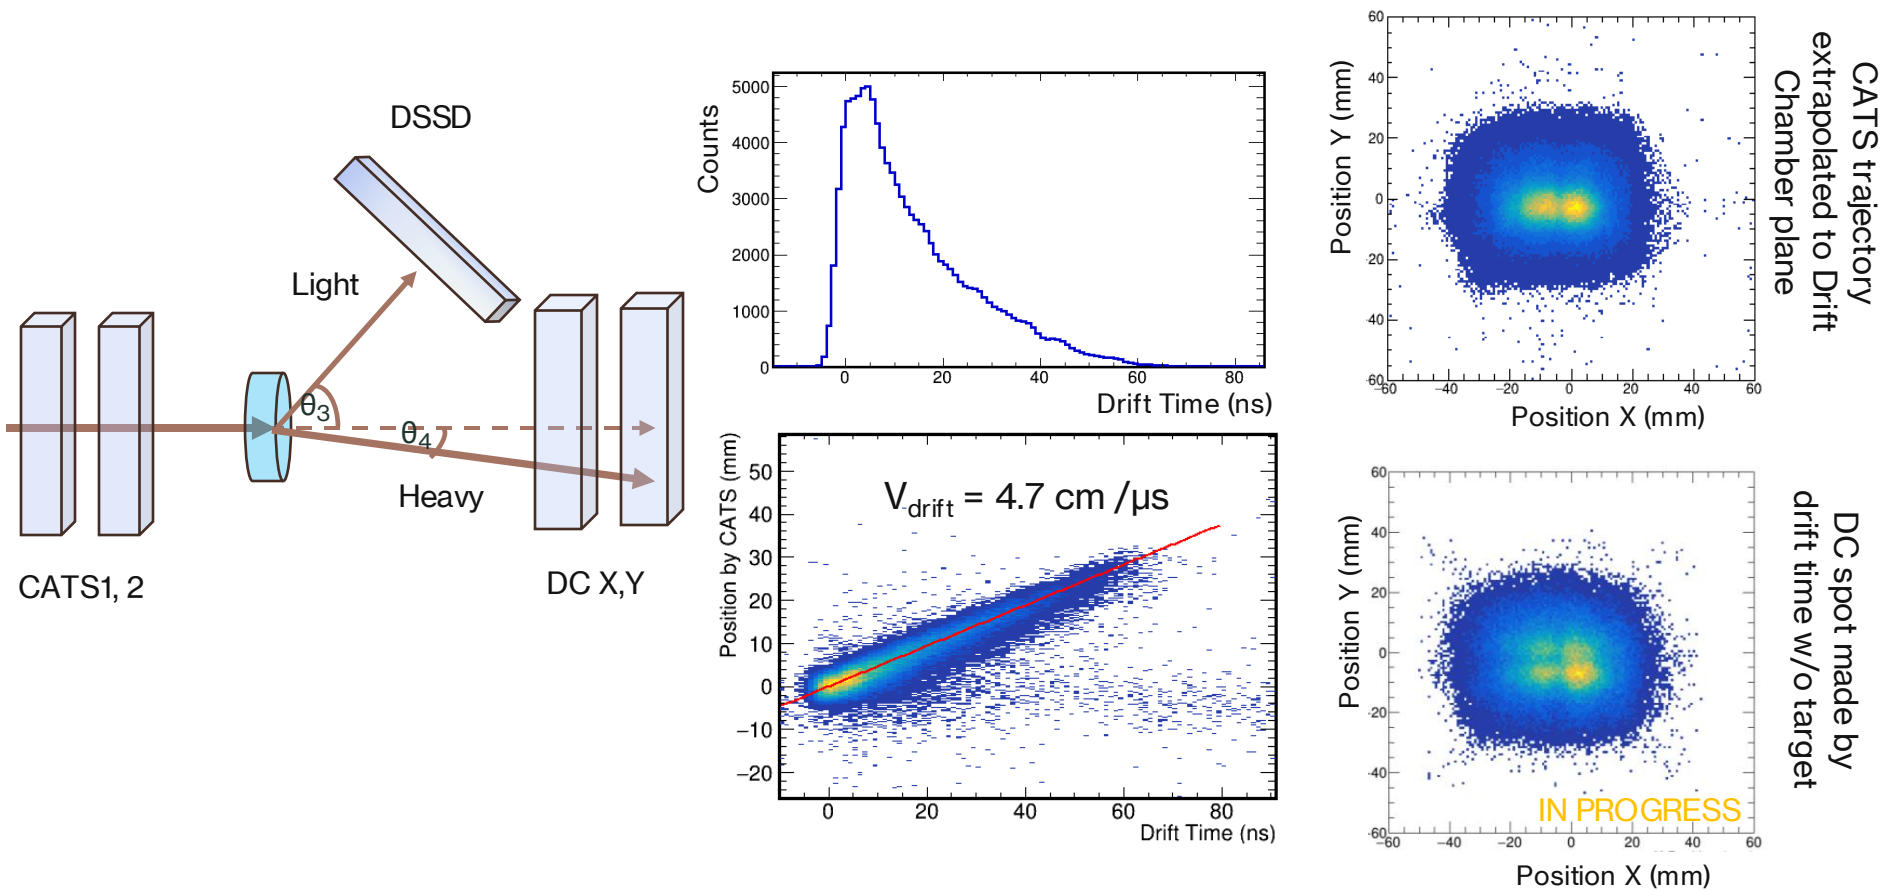 DSSD
Light
θ3
θ4
Heavy
CATS1, 2
DC X,Y
Counts
5000
4000
3000
2000
1000
0
0
20
40
60
80
Drift Time (ns)
Position by CATS (mm)
V_drift = 4.7 cm /μs
50
40
30
20
10
0
−10
−20
0
20
40
60
80
Drift Time (ns)
Position Y (mm)
60
40
20
0
−20
−40
−60
−60
−40
−20
0
20
40
60
Position X (mm)
CATS trajectory
extrapolated to Drift
Chamber plane
Position Y (mm)
60
40
20
0
−20
−40
−60
−60
−40
−20
0
20
40
60
IN PROGRESS
Position X (mm)
DC spot made by
drift time w/o target